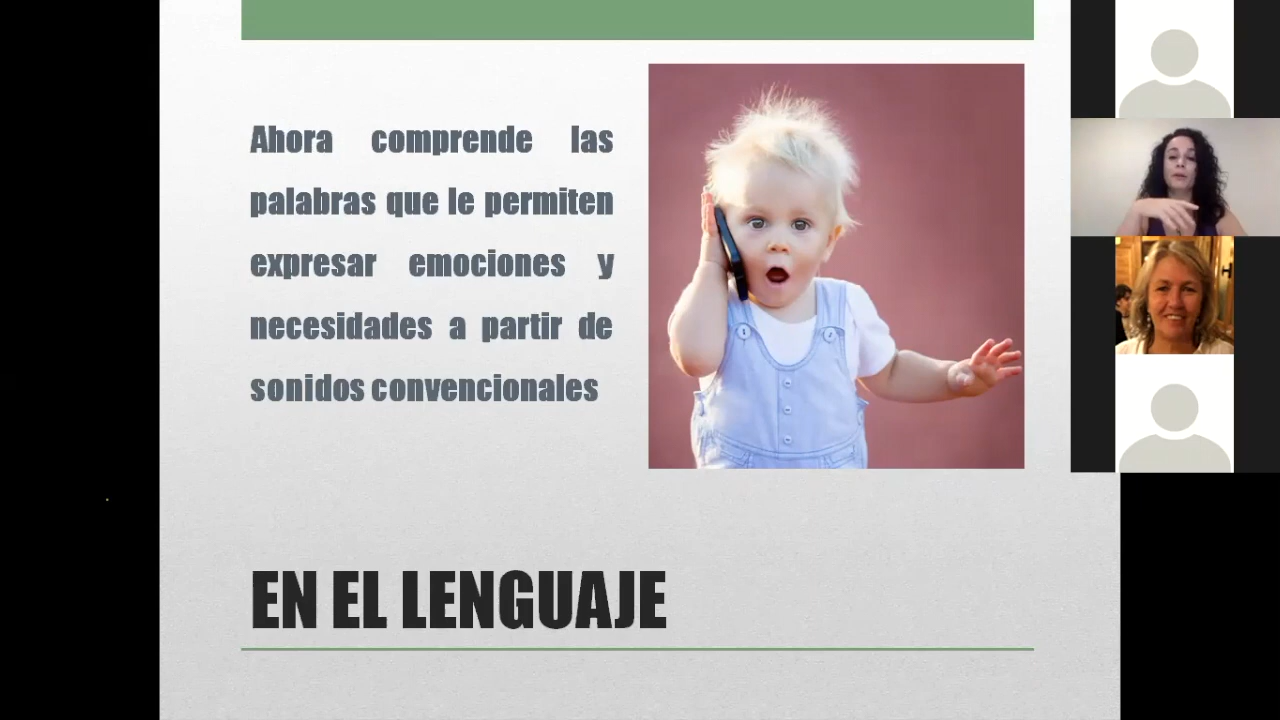 Ahora comprende las
palabras que le permiten
expresar emociones y
necesidades a partir de
sonidos convencionales
EN EL LENGUAJE